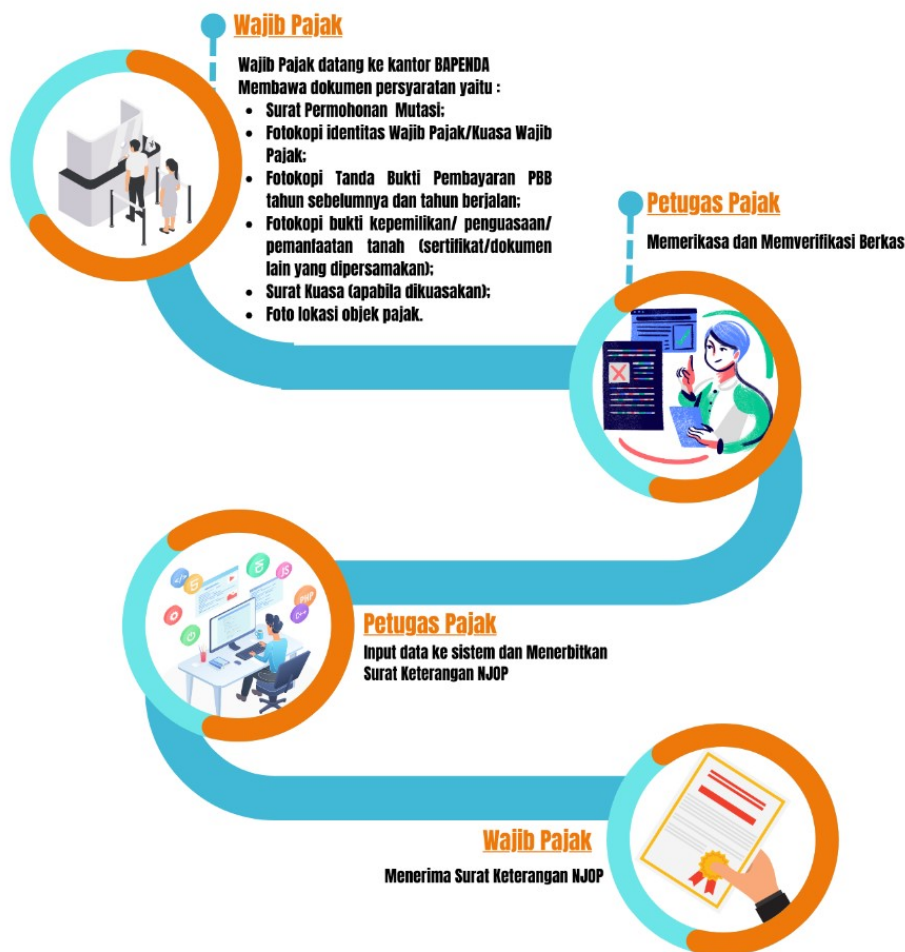 Wajib Pajak
Wajib Pajak datang ke kantor BAPENDA
Membawa dokumen persyaratan yaitu :
• Surat Permohonan Mutasi;
• Fotokopi identitas Wajib Pajak/Kuasa Wajib
Pajak;
• Fotokopi Tanda Bukti Pembayaran PBB
tahun sebelumnya dan tahun berjalan;
• Fotokopi bukti kepemilikan/ penguasaan/
pemanfaatan tanah (sertifikat/dokumen
lain yang dipersamakan);
• Surat Kuasa (apabila dikuasakan);
• Foto lokasi objek pajak.
Petugas Pajak
Memerikasa dan Memverifikasi Berkas
</>
JS
PHP
C++
Petugas Pajak
Input data ke sistem dan Menerbitkan
Surat Keterangan NJOP
Wajib Pajak
Menerima Surat Keterangan NJOP